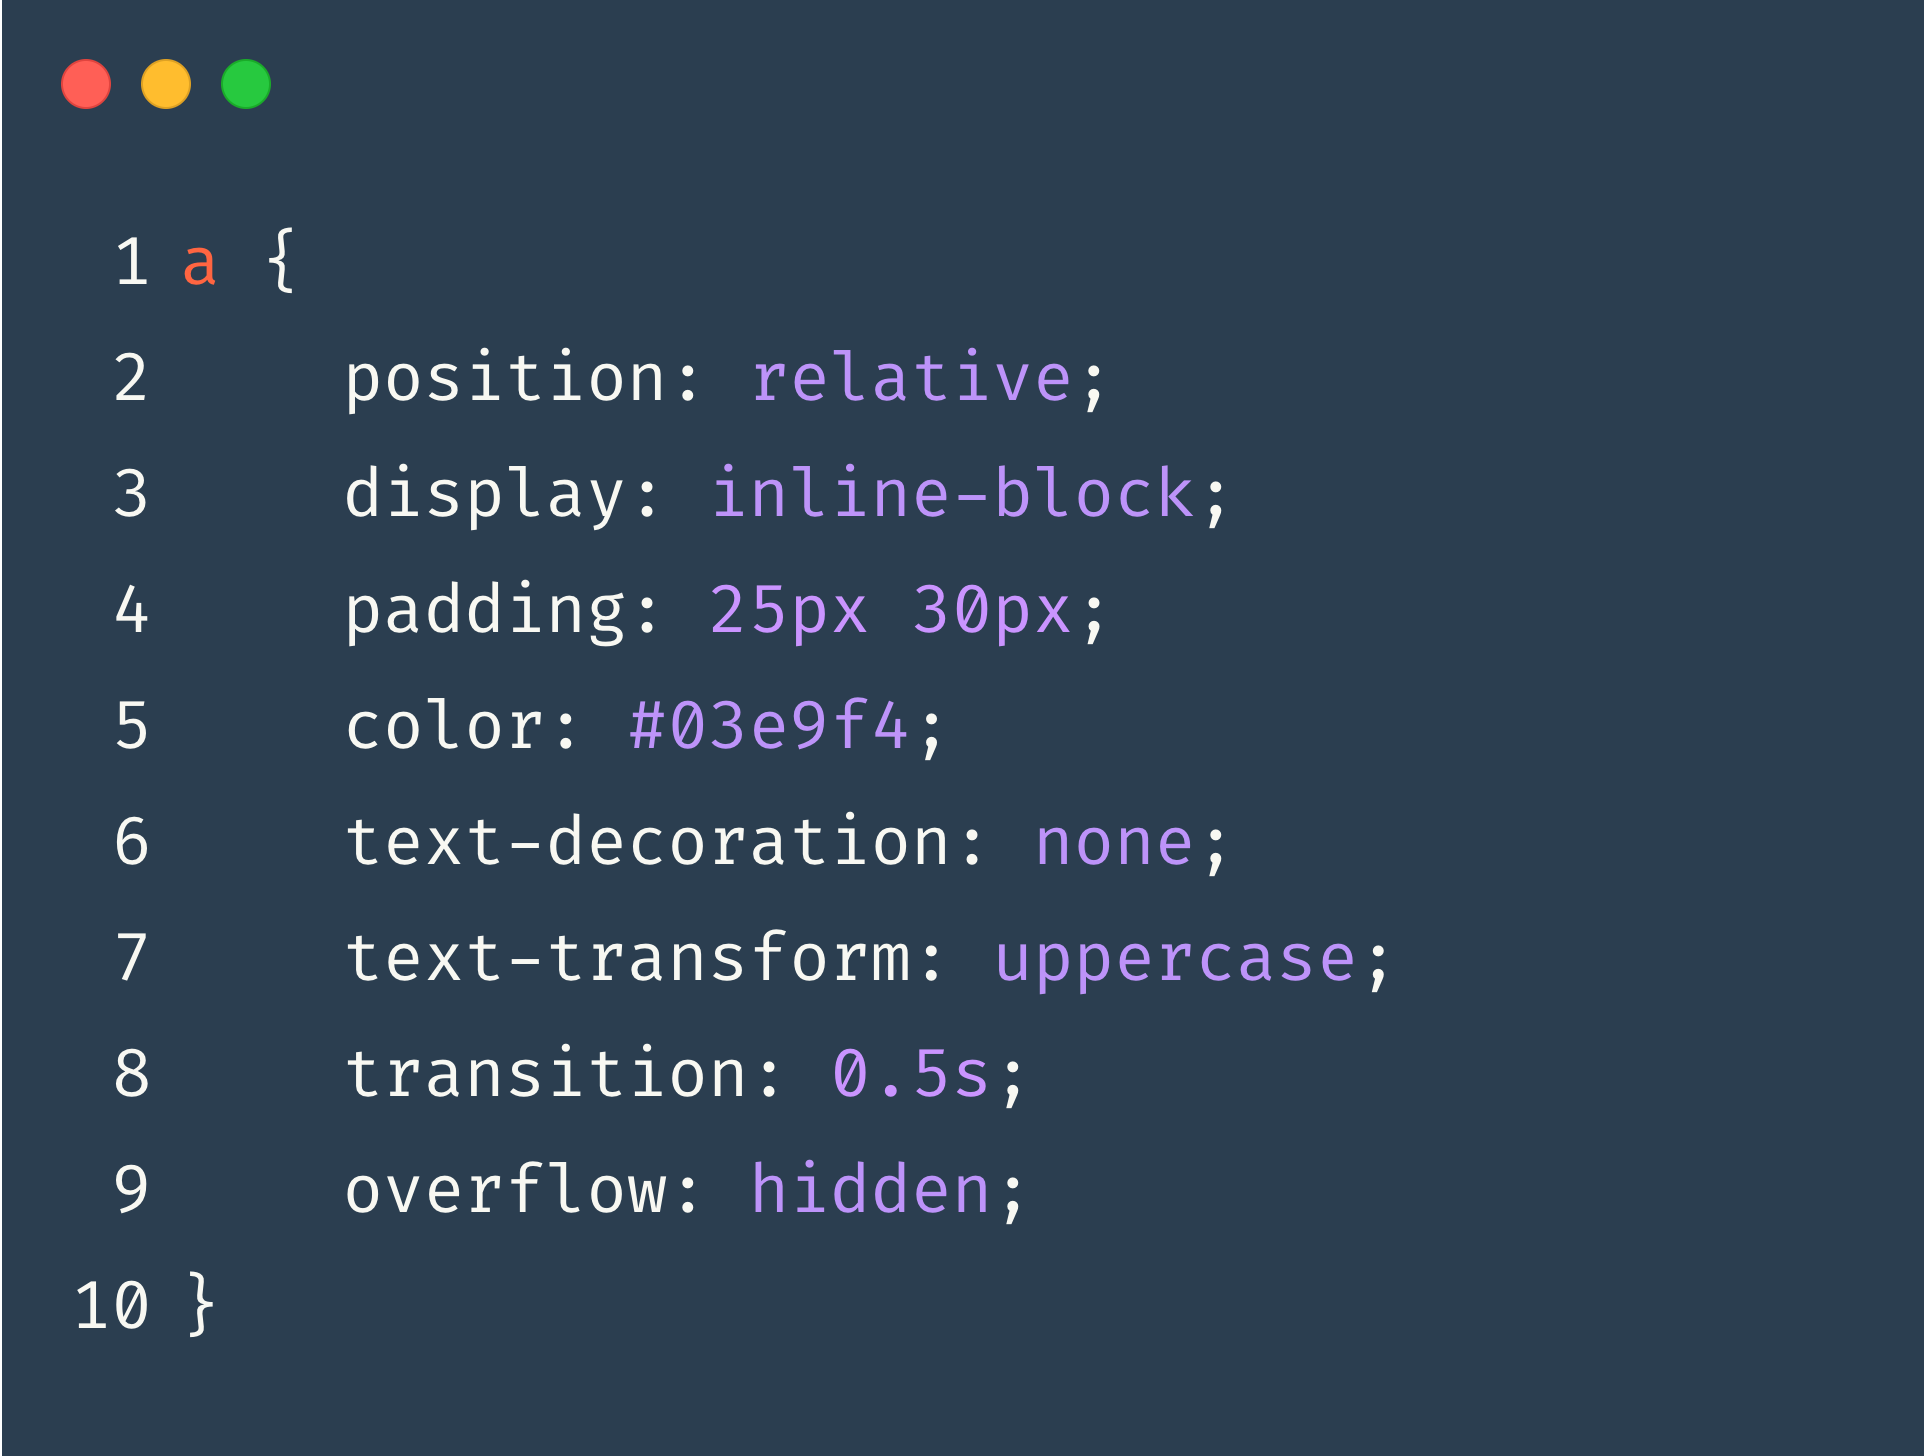 1 a {
2     position: relative;
3     display: inline-block;
4     padding: 25px 30px;
5     color: #03e9f4;
6     text-decoration: none;
7     text-transform: uppercase;
8     transition: 0.5s;
9     overflow: hidden;
10 }